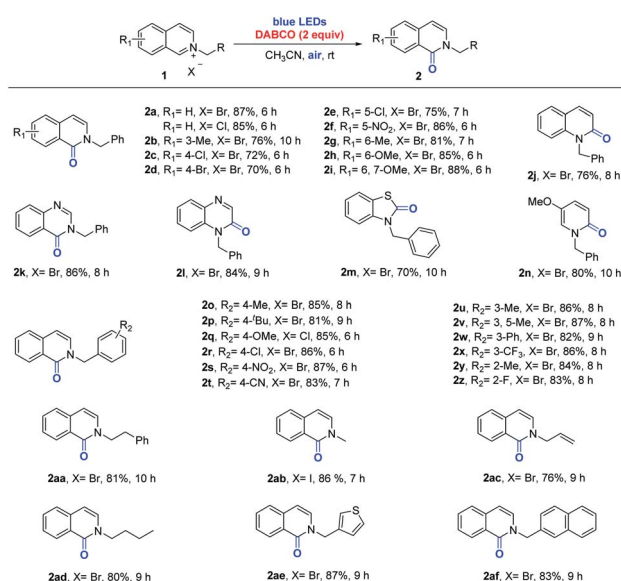 blue LEDs
DABCO (2 equiv)
CH₃CN, air, rt
R₁
N
+
R
X⁻
1
R₁
N
R
O
2
R₁
N
Ph
O
2a, R₁= H, X= Br, 87%, 6 h
R₁= H, X= Cl, 85%, 6 h
2b, R₁= 3-Me, X= Br, 76%, 10 h
2c, R₁= 4-Cl, X= Br, 72%, 6 h
2d, R₁= 4-Br, X= Br, 70%, 6 h
2e, R₁= 5-Cl, X= Br, 75%, 7 h
2f, R₁= 5-NO₂, X= Br, 86%, 6 h
2g, R₁= 6-Me, X= Br, 81%, 7 h
2h, R₁= 6-OMe, X= Br, 85%, 6 h
2i, R₁= 6, 7-OMe, X= Br, 88%, 6 h
N
O
Ph
2j, X= Br, 76%, 8 h
N
N
Ph
O
2k, X= Br, 86%, 8 h
N
N
O
Ph
2l, X= Br, 84%, 9 h
S
O
N
2m, X= Br, 70%, 10 h
MeO
N
O
Ph
2n, X= Br, 80%, 10 h
R₂
N
O
2o, R₂= 4-Me, X= Br, 85%, 8 h
2p, R₂= 4-ᵗBu, X= Br, 81%, 9 h
2q, R₂= 4-OMe, X= Cl, 85%, 6 h
2r, R₂= 4-Cl, X= Br, 86%, 6 h
2s, R₂= 4-NO₂, X= Br, 87%, 6 h
2t, R₂= 4-CN, X= Br, 83%, 7 h
2u, R₂= 3-Me, X= Br, 86%, 8 h
2v, R₂= 3, 5-Me, X= Br, 87%, 8 h
2w, R₂= 3-Ph, X= Br, 82%, 9 h
2x, R₂= 3-CF₃, X= Br, 86%, 8 h
2y, R₂= 2-Me, X= Br, 84%, 8 h
2z, R₂= 2-F, X= Br, 83%, 8 h
N
Ph
O
2aa, X= Br, 81%, 10 h
N
O
2ab, X= I, 86 %, 7 h
N
O
2ac, X= Br, 76%, 9 h
N
O
2ad, X= Br, 80%, 9 h
S
N
O
2ae, X= Br, 87%, 9 h
N
O
2af, X= Br, 83%, 9 h